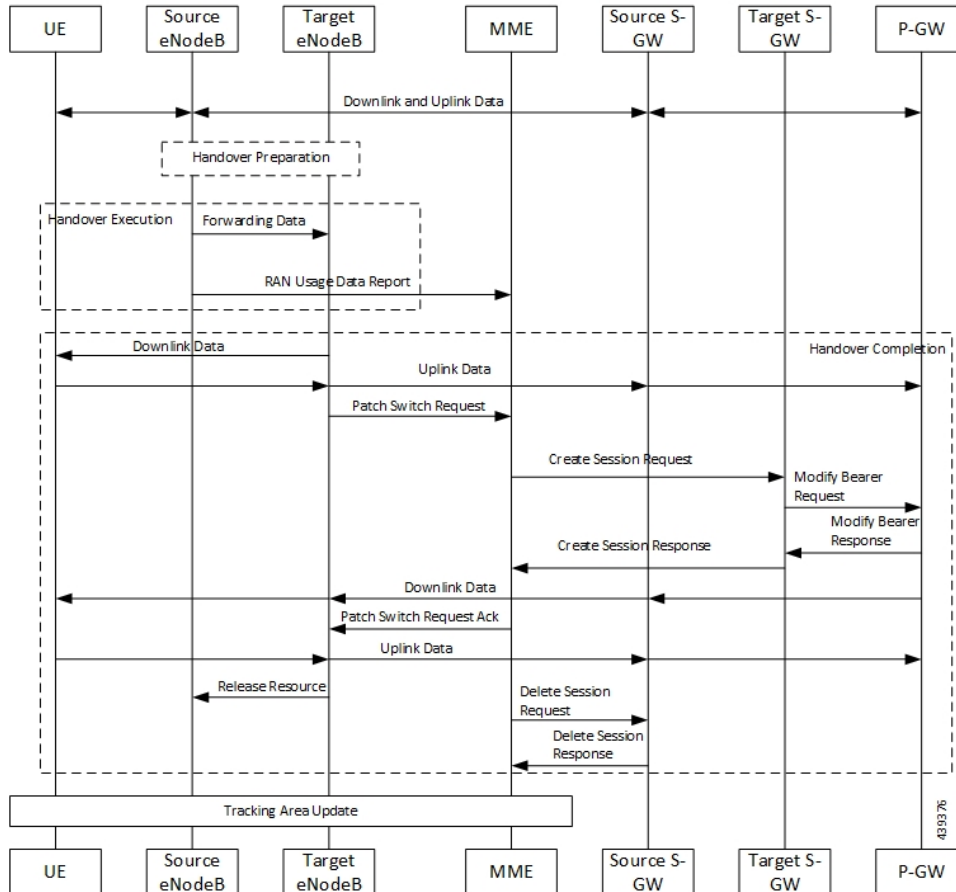 UE
Source
eNodeB
Target
eNodeB
MME
Source S-
GW
Target S-
GW
P-GW
Downlink and Uplink Data
Handover Preparation
Handover Execution
Forwarding Data
RAN Usage Data Report
Downlink Data
Handover Completion
Uplink Data
Patch Switch Request
Create Session Request
Modify Bearer
Request
Modify Bearer
Response
Create Session Response
Downlink Data
Patch Switch Request Ack
Uplink Data
Release Resource
Delete Session
Request
Delete Session
Response
Tracking Area Update
439376
UE
Source
eNodeB
Target
eNodeB
MME
Source S-
GW
Target S-
GW
P-GW